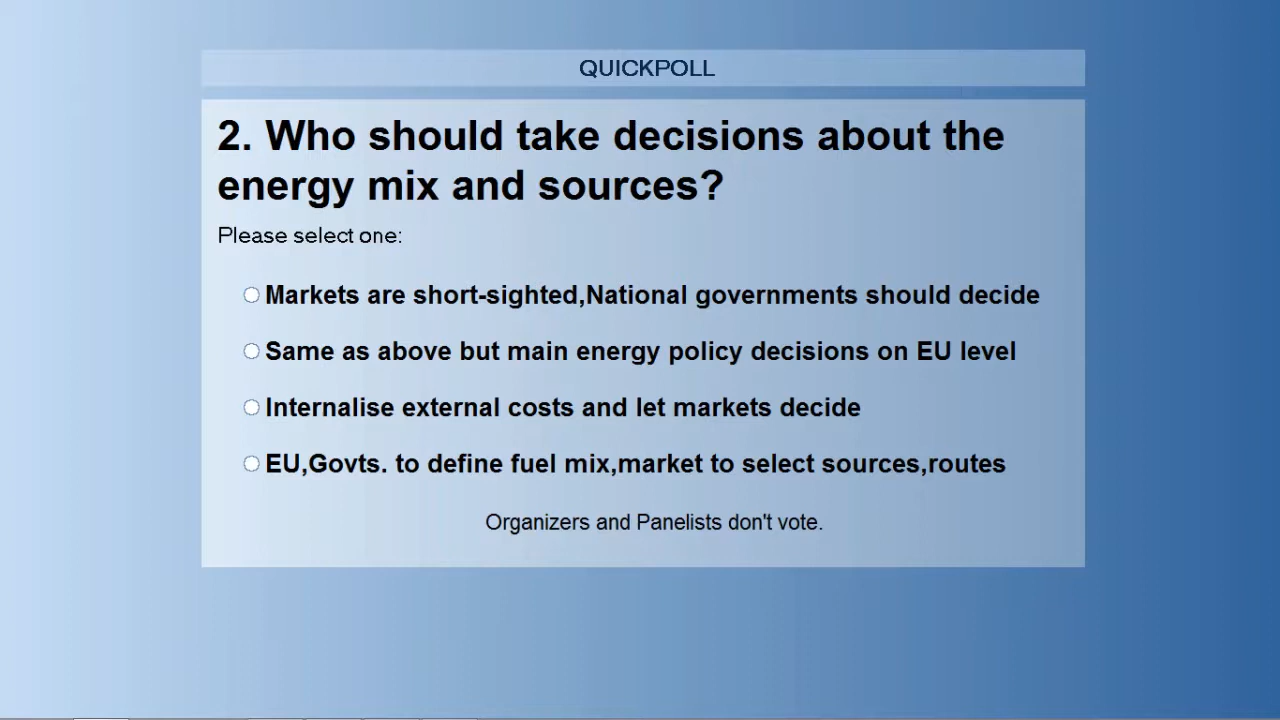 QUICKPOLL
2. Who should take decisions about the
energy mix and sources?
Please select one:
Markets are short-sighted,National governments should decide
Same as above but main energy policy decisions on EU level
Internalise external costs and let markets decide
EU,Govts. to define fuel mix,market to select sources,routes
Organizers and Panelists don't vote.